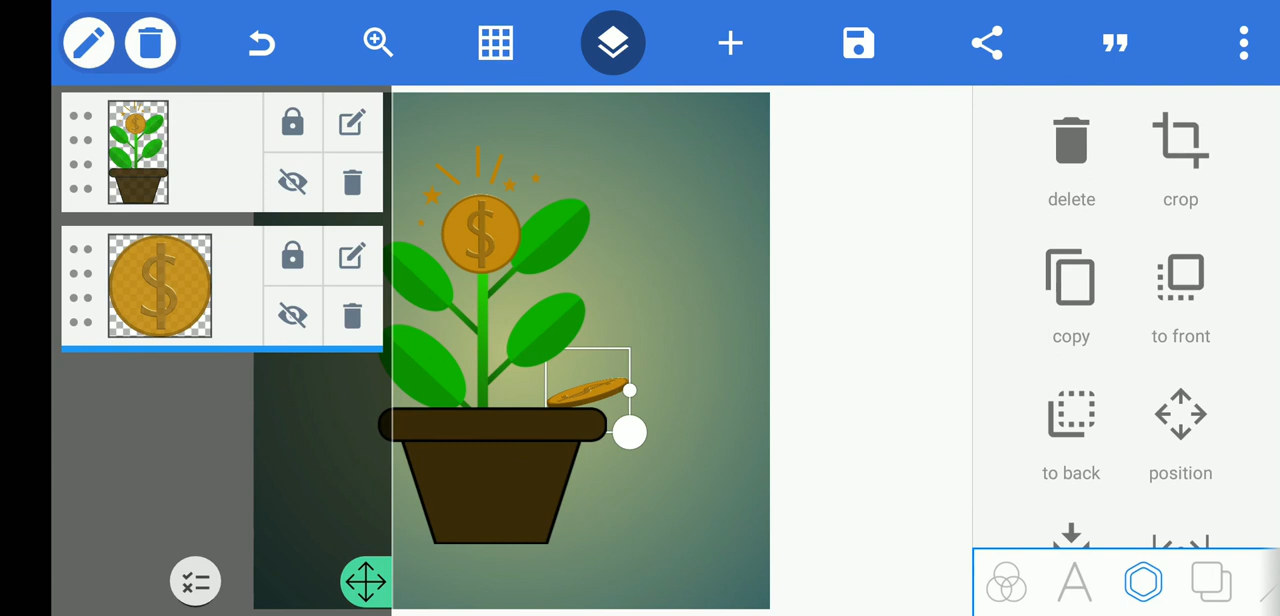 $
$
$
delete
crop
copy
to front
to back
position
A